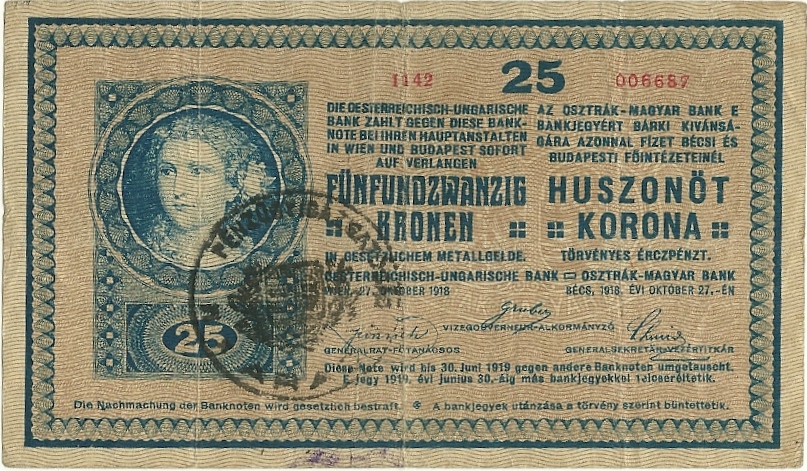 1142 25 006687
DIE OESTERREICHISCH-UNGARISCHE
BANK ZAHLT GEGEN DIESE BANK-
NOTE BEI IHREN HAUPTANSTALTEN
IN WIEN UND BUDAPEST SOFORT
AUF VERLANGEN
FÜNFUNDZWANZIG
KRONEN
IN GESETZLICHEM METALLGELDE.
OESTERREICHISCH-UNGARISCHE BANK
WIEN, 27. OKTOBER 1918
AZ OSZTRÁK-MAGYAR BANK E
BANKJEGYÉRT BÁRKI KIVÁNSÁ-
GÁRA AZONNAL FIZET BÉCSI ÉS
BUDAPESTI FŐINTÉZETEINÉL
HUSZONÖT
KORONA
TÖRVÉNYES ÉRCZPÉNZT.
OSZTRÁK-MAGYAR BANK
BÉCS, 1918. ÉVI OKTOBER 27.-ÉN
25
Gruber
VIZEGOUVERNEUR-ALKORMÁNYZÓ
Schmid
GENERALRAT-FŐTANÁCSOS
GENERALSEKRETÄR-VEZÉRTITKÁR
Diese Note wird bis 30. Juni 1919 gegen andere Banknoten umgetauscht.
E jegy 1919. évi junius 30.-áig más bankjegyekkel felcseréltetik.
Die Nachmachung der Banknoten wird gesetzlich bestraft.
A bankjegyek utánzása a törvény szerint büntettetik.